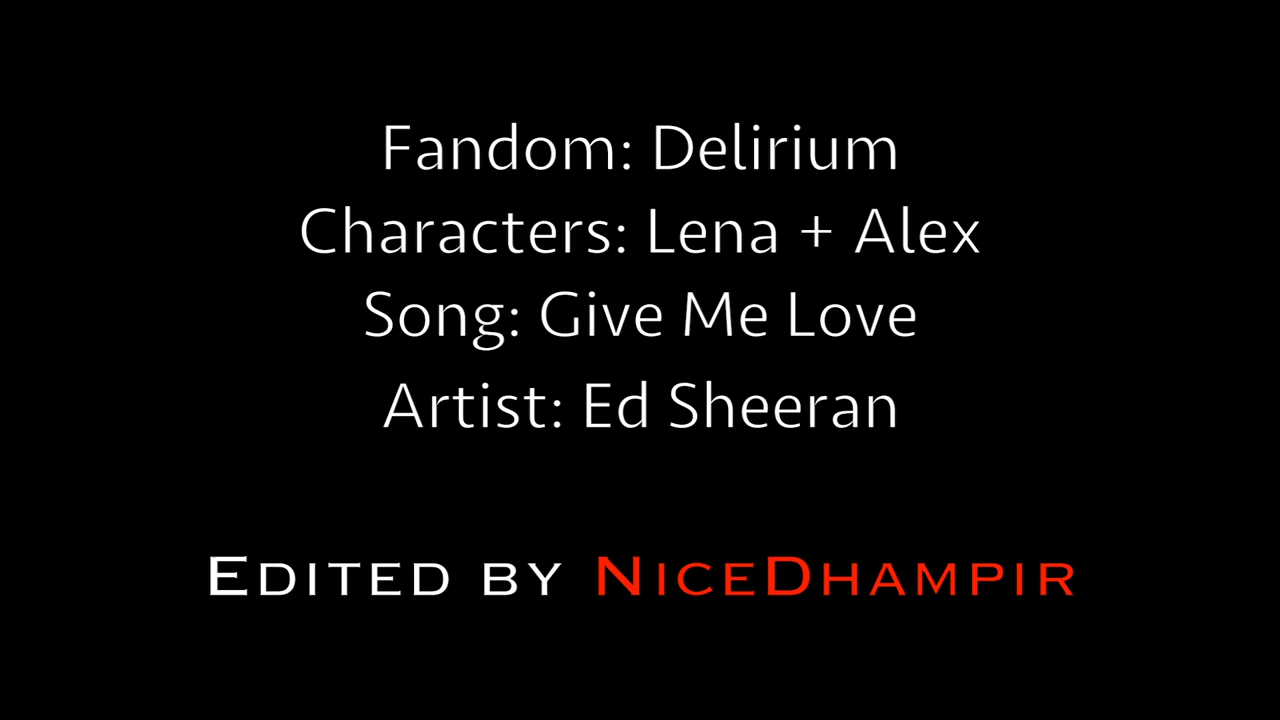 Fandom: Delirium
Characters: Lena + Alex
Song: Give Me Love
Artist: Ed Sheeran
Edited by NiceDhampir